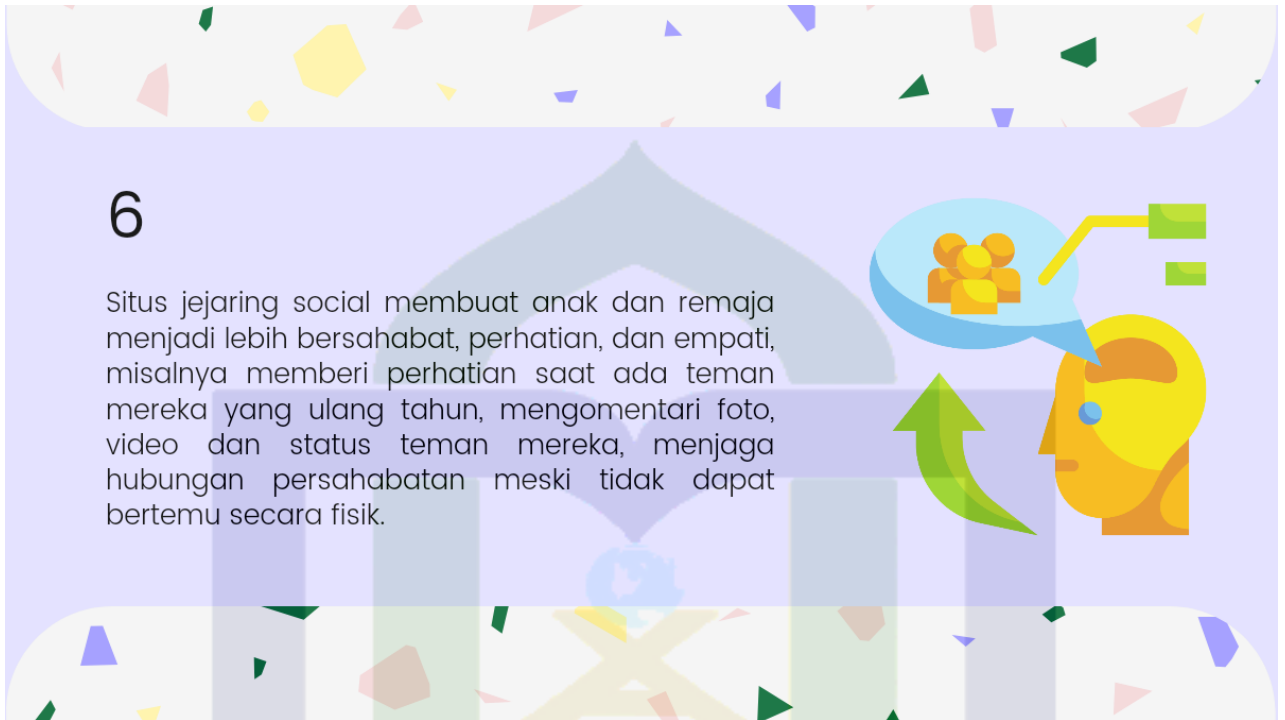 6
Situs jejaring social membuat anak dan remaja
menjadi lebih bersahabat, perhatian, dan empati,
misalnya memberi perhatian saat ada teman
mereka yang ulang tahun, mengomentari foto,
video dan status teman mereka, menjaga
hubungan persahabatan meski tidak dapat
bertemu secara fisik.